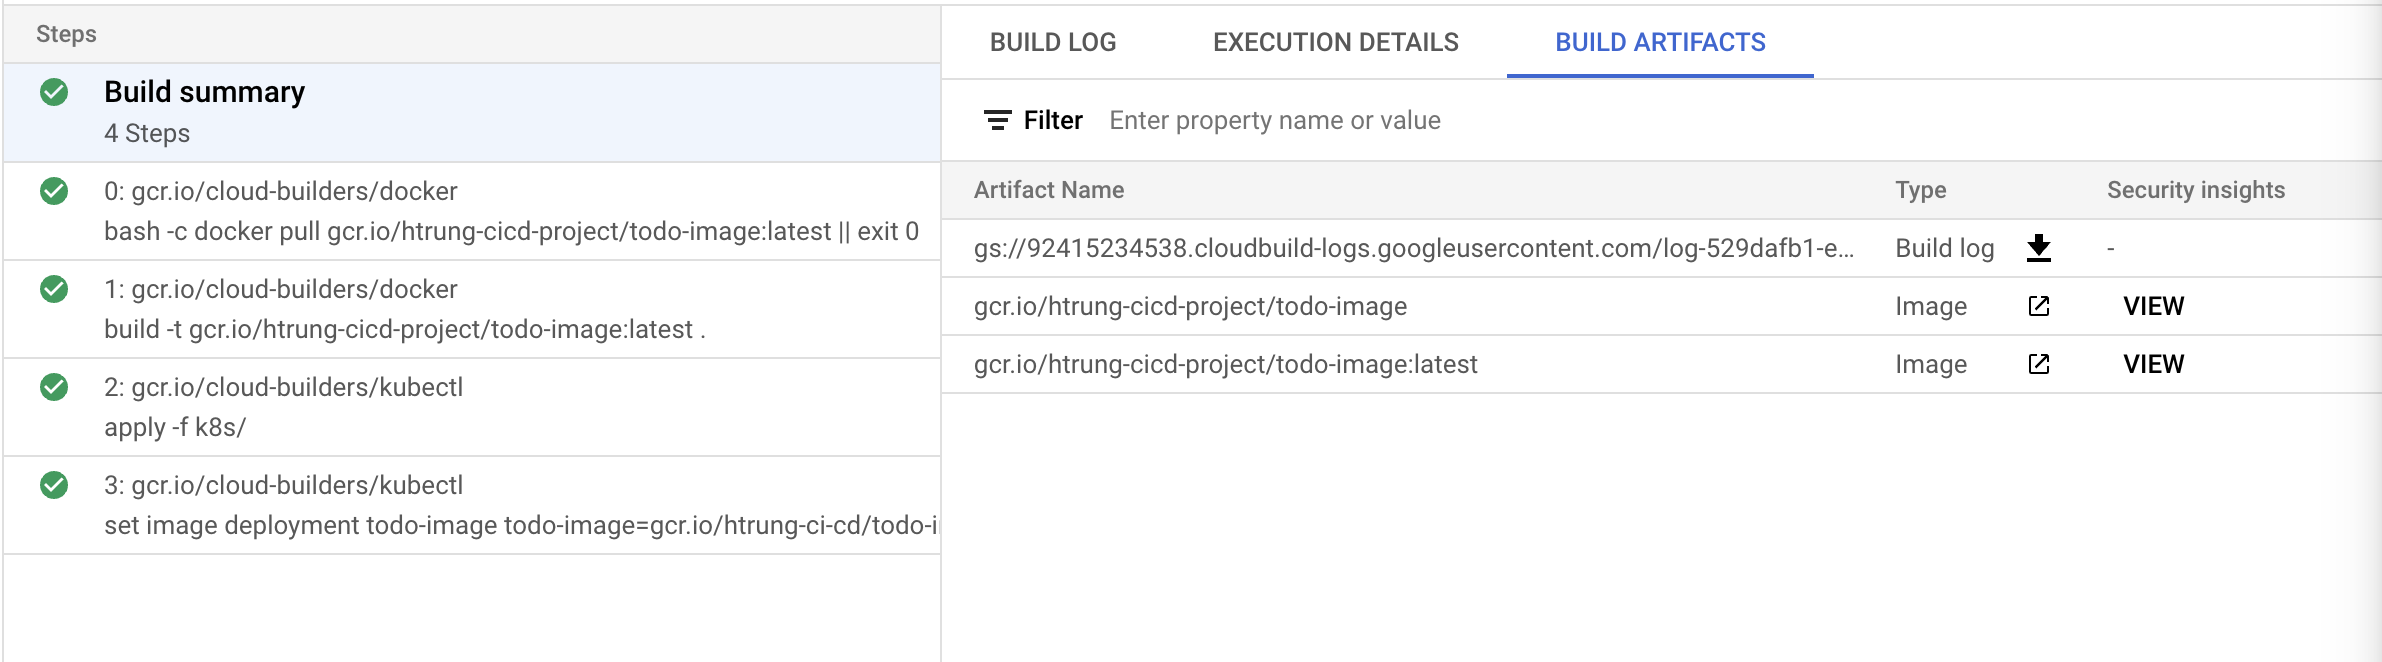 Steps
Build summary
4 Steps
0: gcr.io/cloud-builders/docker
bash -c docker pull gcr.io/htrung-cicd-project/todo-image:latest || exit 0
1: gcr.io/cloud-builders/docker
build -t gcr.io/htrung-cicd-project/todo-image:latest .
2: gcr.io/cloud-builders/kubectl
apply -f k8s/
3: gcr.io/cloud-builders/kubectl
set image deployment todo-image todo-image=gcr.io/htrung-ci-cd/todo-i
BUILD LOG EXECUTION DETAILS BUILD ARTIFACTS
Filter Enter property name or value
Artifact Name Type Security insights
gs://92415234538.cloudbuild-logs.googleusercontent.com/log-529dafb1-e... Build log -
gcr.io/htrung-cicd-project/todo-image Image VIEW
gcr.io/htrung-cicd-project/todo-image:latest Image VIEW